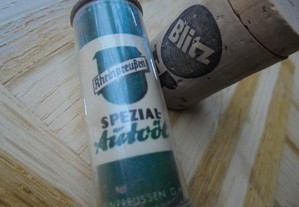 Rheinpreußen
SPEZIAL-
Autoöl
Blitz